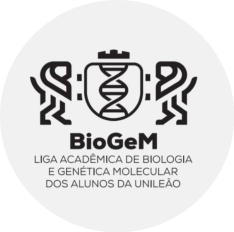 BioGeM
LIGA ACADÊMICA DE BIOLOGIA
E GENÉTICA MOLECULAR
DOS ALUNOS DA UNILEÃO